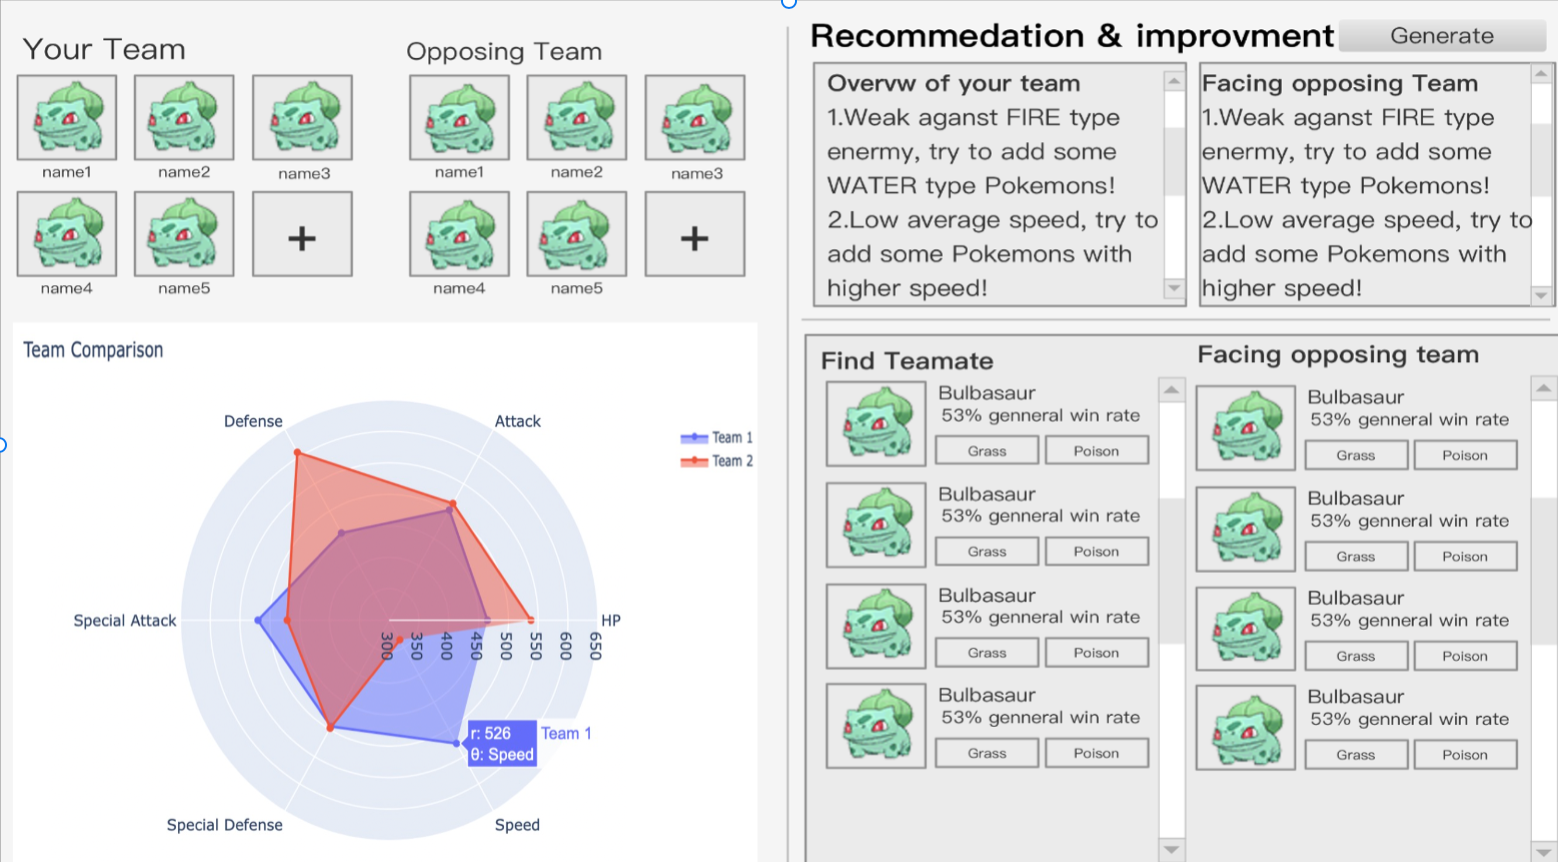 Your Team
name1
name2
name3
name4
name5
+
Opposing Team
name1
name2
name3
name4
name5
+
Team Comparison
Defense
Attack
Special Attack
HP
Special Defense
Speed
300
350
400
450
500
550
600
650
Team 1
Team 2
r: 526
θ: Speed
Team 1
Recommedation & improvment
Generate
Overvw of your team
1.Weak aganst FIRE type
enermy, try to add some
WATER type Pokemons!
2.Low average speed, try to
add some Pokemons with
higher speed!
Facing opposing Team
1.Weak aganst FIRE type
enermy, try to add some
WATER type Pokemons!
2.Low average speed, try to
add some Pokemons with
higher speed!
Find Teamate
Bulbasaur
53% genneral win rate
Grass
Poison
Bulbasaur
53% genneral win rate
Grass
Poison
Bulbasaur
53% genneral win rate
Grass
Poison
Bulbasaur
53% genneral win rate
Grass
Poison
Facing opposing team
Bulbasaur
53% genneral win rate
Grass
Poison
Bulbasaur
53% genneral win rate
Grass
Poison
Bulbasaur
53% genneral win rate
Grass
Poison
Bulbasaur
53% genneral win rate
Grass
Poison